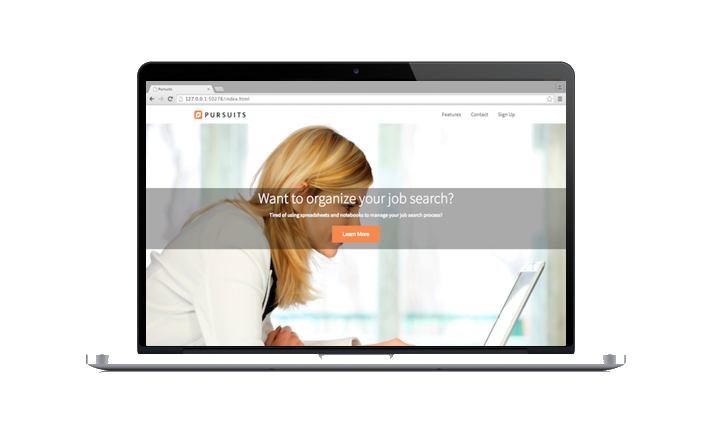 Pursuits
127.0.0.1:50278/index.html
PURSUITS
Features Contact Sign Up
Want to organize your job search?
Tired of using spreadsheets and notebooks to manage your job search process?
Learn More